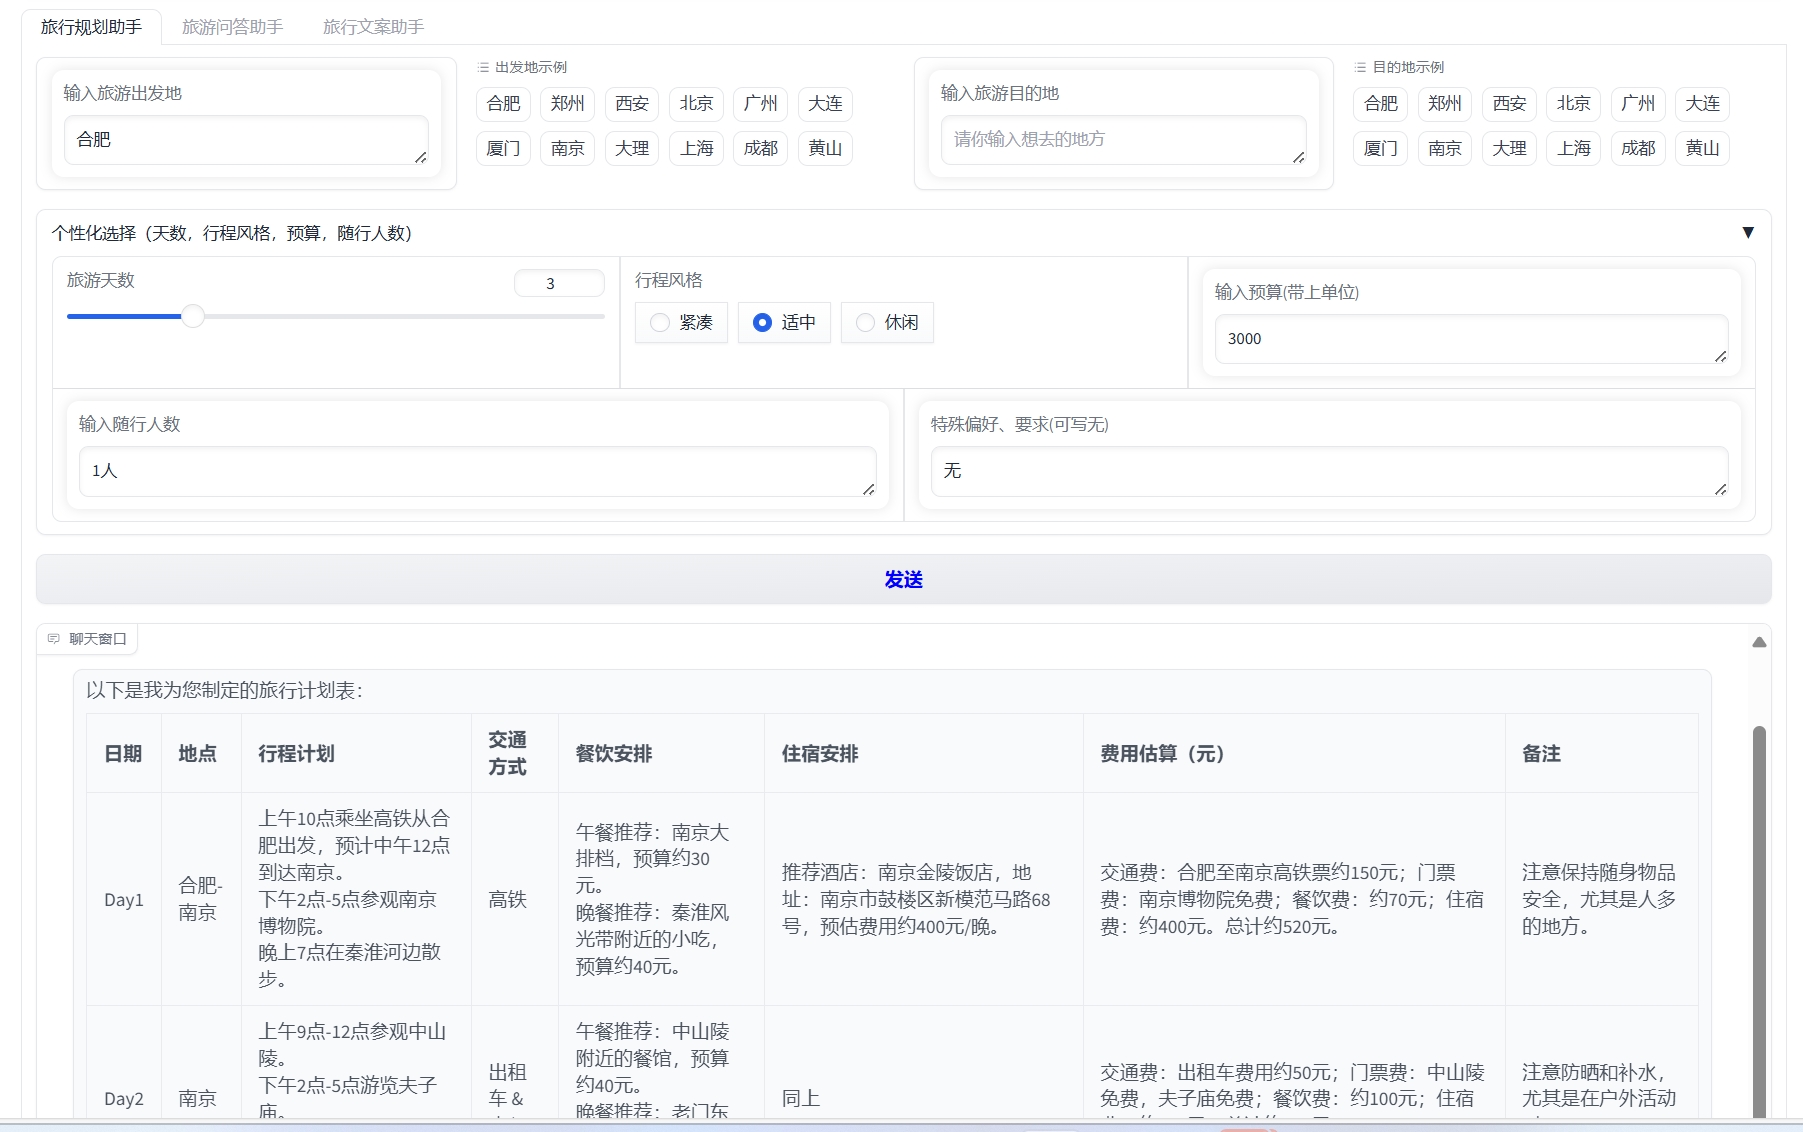 旅行规划助手 旅游问答助手 旅行文案助手
输入旅游出发地
合肥
出发地示例
合肥 郑州 西安 北京 广州 大连
厦门 南京 大理 上海 成都 黄山
输入旅游目的地
请你输入想去的地方
目的地示例
合肥 郑州 西安 北京 广州 大连
厦门 南京 大理 上海 成都 黄山
个性化选择（天数，行程风格，预算，随行人数）
▼
旅游天数
3
行程风格
紧凑 适中 休闲
输入预算(带上单位)
3000
输入随行人数
1人
特殊偏好、要求(可写无)
无
发送
聊天窗口
以下是我为您制定的旅行计划表：
日期
地点
行程计划
交通
方式
餐饮安排
住宿安排
费用估算（元）
备注
Day1
合肥-
南京
上午10点乘坐高铁从合
肥出发，预计中午12点
到达南京。
下午2点-5点参观南京
博物院。
晚上7点在秦淮河边散
步。
高铁
午餐推荐：南京大
排档，预算约30
元。
晚餐推荐：秦淮风
光带附近的小吃，
预算约40元。
推荐酒店：南京金陵饭店，地
址：南京市鼓楼区新模范马路68
号，预估费用约400元/晚。
交通费：合肥至南京高铁票约150元；门票
费：南京博物院免费；餐饮费：约70元；住宿
费：约400元。总计约520元。
注意保持随身物品
安全，尤其是人多
的地方。
Day2
南京
上午9点-12点参观中山
陵。
下午2点-5点游览夫子
庙。
出租
车 &
午餐推荐：中山陵
附近的餐馆，预算
约40元。
晚餐推荐：老门东
同上
交通费：出租车费用约50元；门票费：中山陵
免费，夫子庙免费；餐饮费：约100元；住宿
注意防晒和补水，
尤其是在户外活动